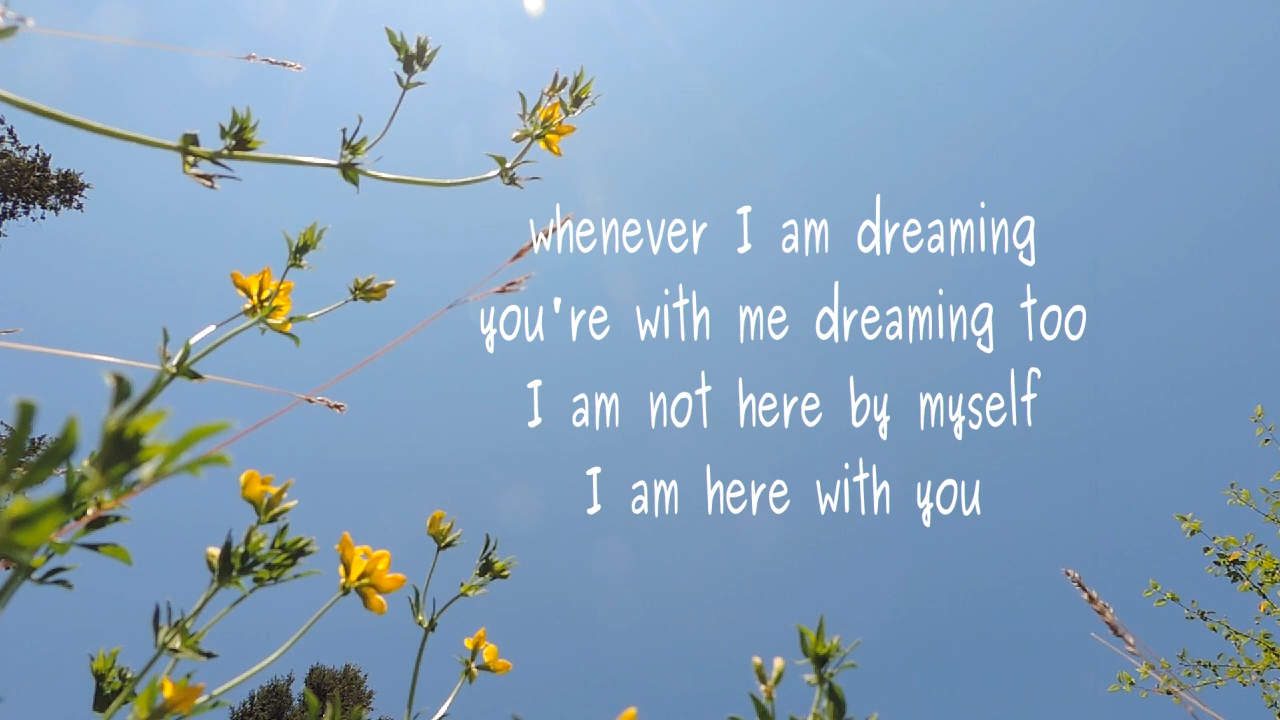 whenever I am dreaming
you're with me dreaming too
I am not here by myself
I am here with you